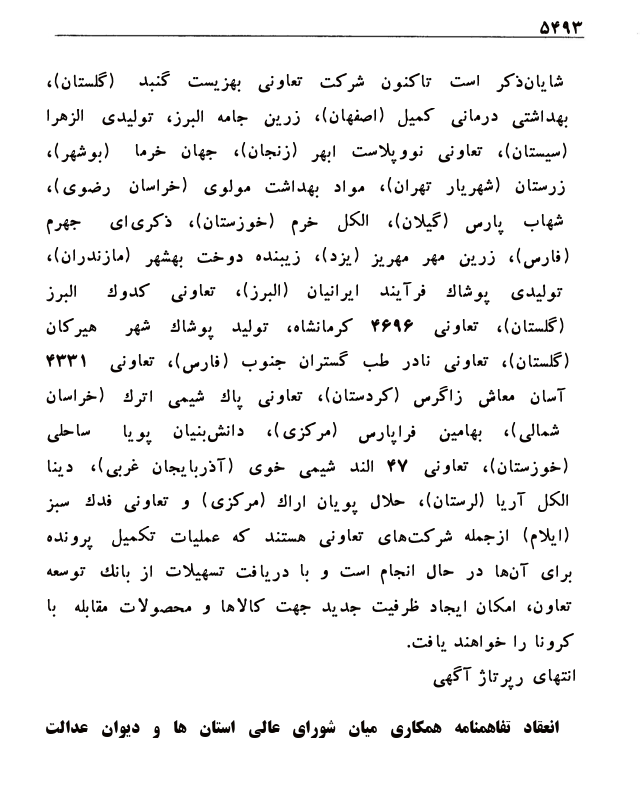 ۵۴۹۳
شایان‌ذکر است تاکنون شرکت تعاونی بهزیست گنبد (گلستان)،
بهداشتی درمانی کمیل (اصفهان)، زرین جامه البرز، تولیدی الزهرا
(سیستان)، تعاونی نووپلاست ابهر (زنجان)، جهان خرما (بوشهر)،
زرستان (شهریار تهران)، مواد بهداشت مولوی (خراسان رضوی)،
شهاب پارس (گیلان)، الکل خرم (خوزستان)، ذکری‌ای جهرم
(فارس)، زرین مهر مهریز (یزد)، زیبنده دوخت بهشهر (مازندران)،
تولیدی پوشاک فرآیند ایرانیان (البرز)، تعاونی کدوک البرز
(گلستان)، تعاونی ۴۶۹۶ کرمانشاه، تولید پوشاک شهر هیرکان
(گلستان)، تعاونی نادر طب گستران جنوب (فارس)، تعاونی ۴۳۳۱
آسان معاش زاگرس (کردستان)، تعاونی پاک شیمی اترک (خراسان
شمالی)، بهامین فراپارس (مرکزی)، دانش‌بنیان پویا ساحلی
(خوزستان)، تعاونی ۴۷ الند شیمی خوی (آذربایجان غربی)، دینا
الکل آریا (لرستان)، حلال پویان اراک (مرکزی) و تعاونی فدک سبز
(ایلام) ازجمله شرکت‌های تعاونی هستند که عملیات تکمیل پرونده
برای آن‌ها در حال انجام است و با دریافت تسهیلات از بانک توسعه
تعاون، امکان ایجاد ظرفیت جدید جهت کالاها و محصولات مقابله با
کرونا را خواهند یافت.
انتهای رپرتاژ آگهی
انعقاد تفاهمنامه همکاری میان شورای عالی استان ها و دیوان عدالت